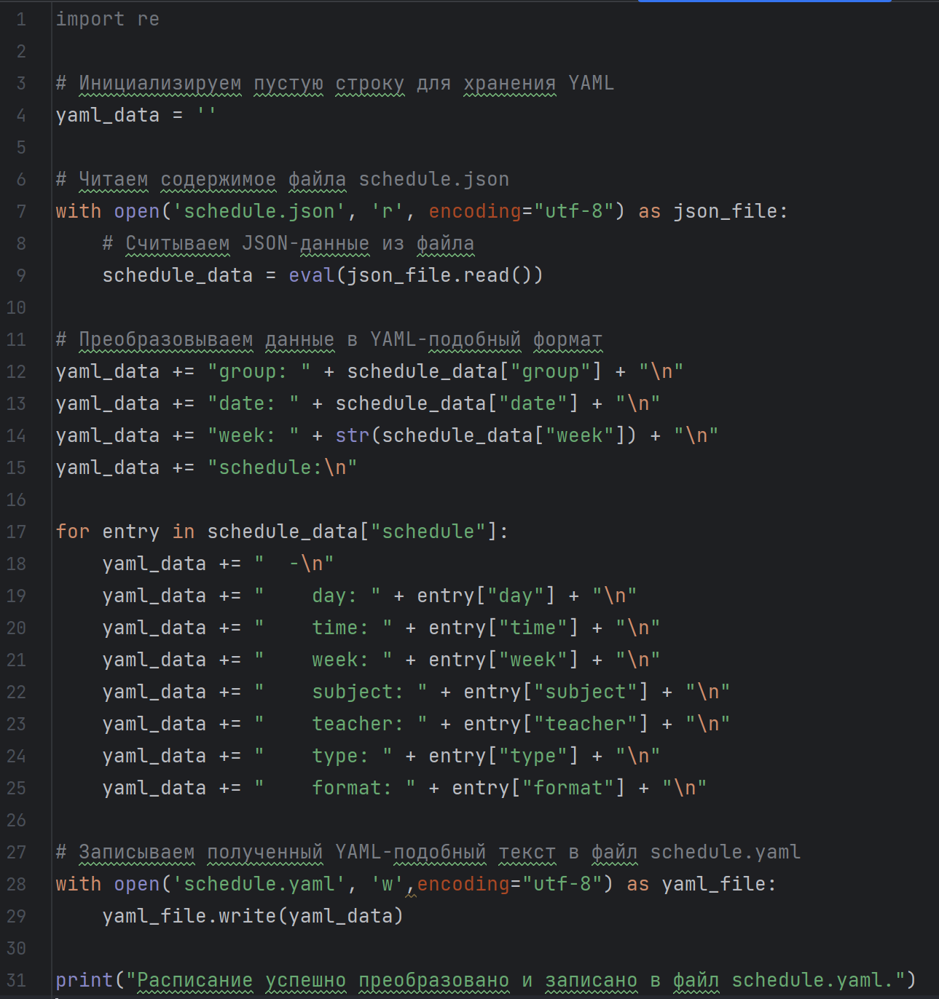 1 import re
2
3 # Инициализируем пустую строку для хранения YAML
4 yaml_data = ''
5
6 # Читаем содержимое файла schedule.json
7 with open('schedule.json', 'r', encoding="utf-8") as json_file:
8     # Считываем JSON-данные из файла
9     schedule_data = eval(json_file.read())
10
11 # Преобразовываем данные в YAML-подобный формат
12 yaml_data += "group: " + schedule_data["group"] + "\n"
13 yaml_data += "date: " + schedule_data["date"] + "\n"
14 yaml_data += "week: " + str(schedule_data["week"]) + "\n"
15 yaml_data += "schedule:\n"
16
17 for entry in schedule_data["schedule"]:
18     yaml_data += "  -\n"
19     yaml_data += "    day: " + entry["day"] + "\n"
20     yaml_data += "    time: " + entry["time"] + "\n"
21     yaml_data += "    week: " + entry["week"] + "\n"
22     yaml_data += "    subject: " + entry["subject"] + "\n"
23     yaml_data += "    teacher: " + entry["teacher"] + "\n"
24     yaml_data += "    type: " + entry["type"] + "\n"
25     yaml_data += "    format: " + entry["format"] + "\n"
26
27 # Записываем полученный YAML-подобный текст в файл schedule.yaml
28 with open('schedule.yaml', 'w',encoding="utf-8") as yaml_file:
29     yaml_file.write(yaml_data)
30
31 print("Расписание успешно преобразовано и записано в файл schedule.yaml.")